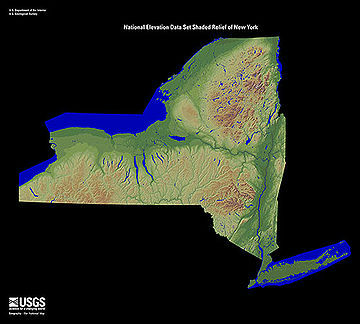 U.S. Department of the Interior
U.S. Geological Survey
National Elevation Data Set Shaded Relief of New York
USGS
science for a changing world
Geography - The National Map